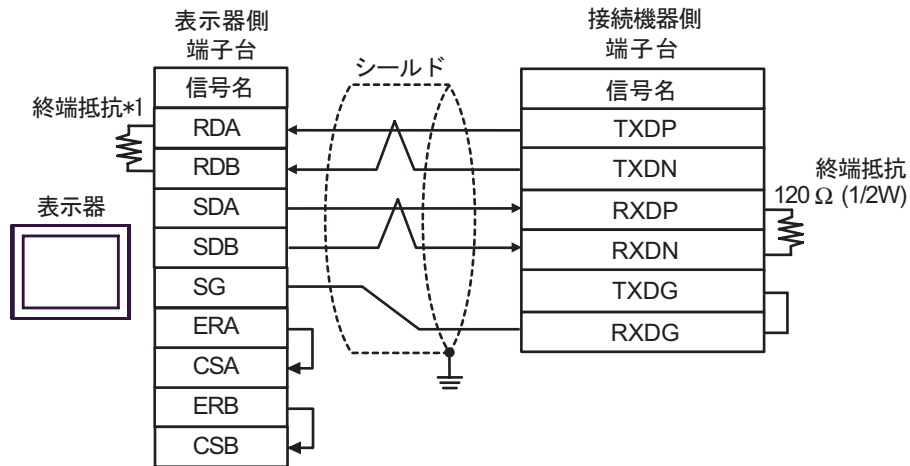 表示器側
端子台
信号名
RDA
RDB
SDA
SDB
SG
ERA
CSA
ERB
CSB
終端抵抗*1
表示器
シールド
接続機器側
端子台
信号名
TXDP
TXDN
RXDP
RXDN
TXDG
RXDG
終端抵抗
120 Ω (1/2W)